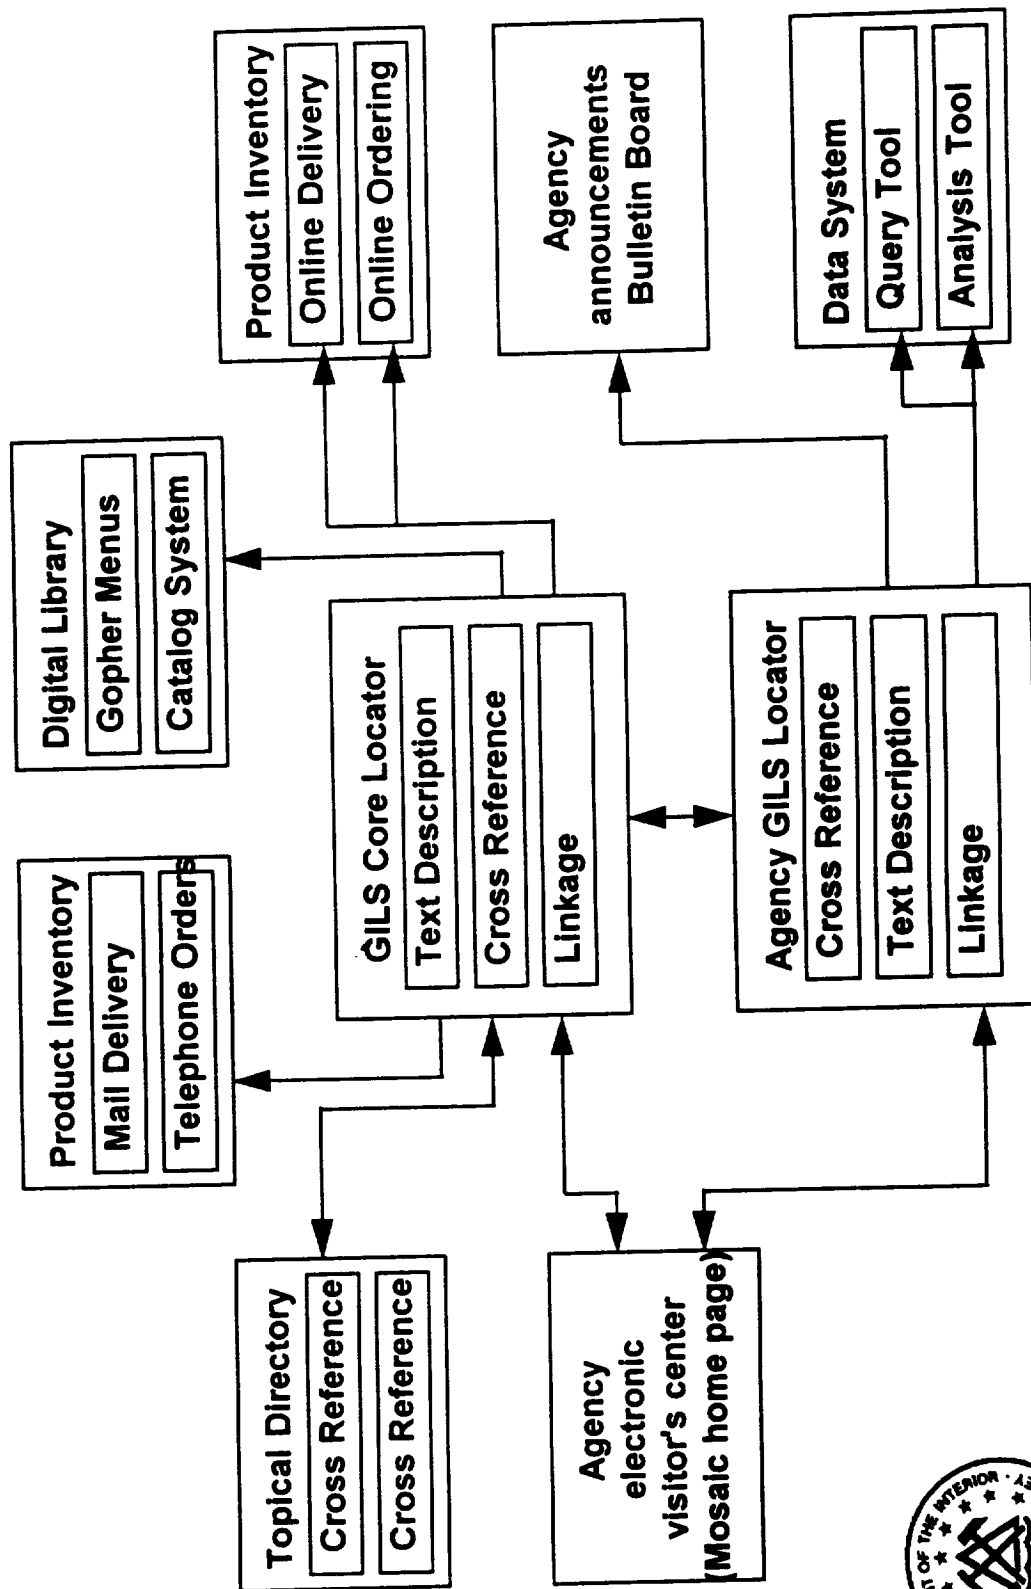 Product Inventory
Mail Delivery
Telephone Orders
Digital Library
Gopher Menus
Catalog System
Topical Directory
Cross Reference
Cross Reference
GILS Core Locator
Text Description
Cross Reference
Linkage
Product Inventory
Online Delivery
Online Ordering
Agency
electronic
visitor's center
(Mosaic home page)
Agency GILS Locator
Cross Reference
Text Description
Linkage
Agency
announcements
Bulletin Board
Data System
Query Tool
Analysis Tool
OF THE INTERIOR